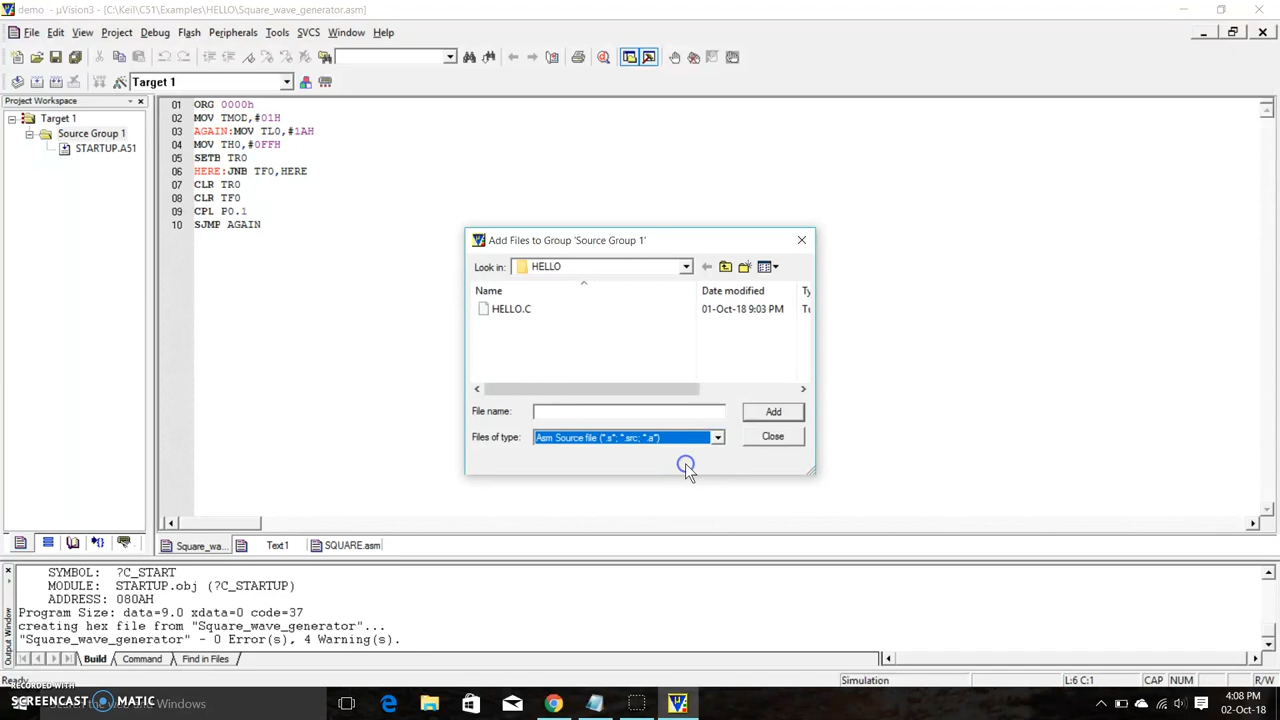 demo - µVision3 - [C:\Keil\C51\Examples\HELLO\Square_wave_generator.asm]
File Edit View Project Debug Flash Peripherals Tools SVCS Window Help
Target 1
Project Workspace
Target 1
Source Group 1
STARTUP.A51
01 ORG 0000h
02 MOV TMOD,#01H
03 AGAIN:MOV TL0,#1AH
04 MOV TH0,#0FFH
05 SETB TR0
06 HERE:JNB TF0,HERE
07 CLR TR0
08 CLR TF0
09 CPL P0.1
10 SJMP AGAIN
Add Files to Group 'Source Group 1'
Look in: HELLO
Name Date modified Ty
HELLO.C 01-Oct-18 9:03 PM Tu
File name: Add
Files of type: Asm Source file (*.s*; *.src; *.a*) Close
Square_wa... Text1 SQUARE.asm
SYMBOL: ?C_START
MODULE: STARTUP.obj (?C_STARTUP)
ADDRESS: 080AH
Program Size: data=9.0 xdata=0 code=37
creating hex file from "Square_wave_generator"...
"Square_wave_generator" - 0 Error(s), 4 Warning(s).
Output Window
Build Command Find in Files
Ready Simulation L:6 C:1 CAP NUM R/W
RECORDED WITH
SCREENCAST MATIC
Windows
4:08 PM
02-Oct-18